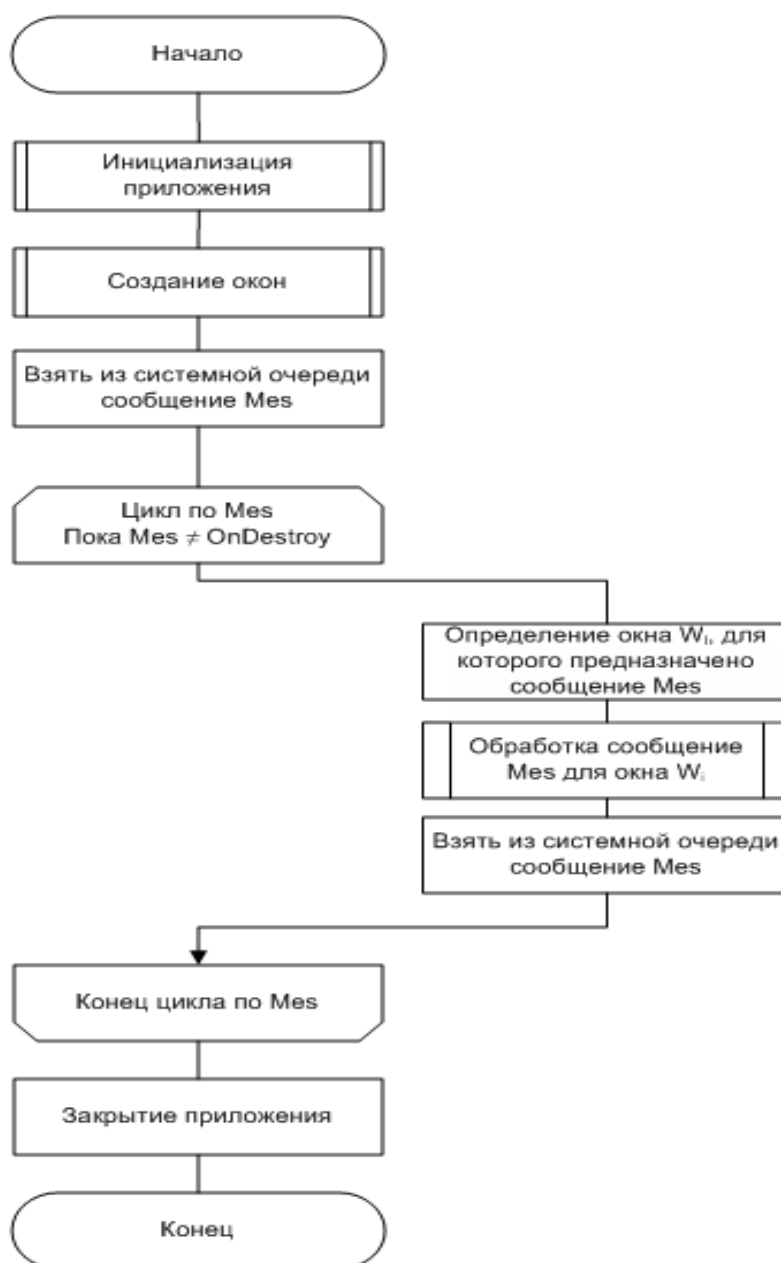 Начало
Инициализация
приложения
Создание окон
Взять из системной очереди
сообщение Mes
Цикл по Mes
Пока Mes ≠ OnDestroy
Определение окна Wᵢ, для
которого предназначено
сообщение Mes
Обработка сообщение
Mes для окна Wᵢ
Взять из системной очереди
сообщение Mes
Конец цикла по Mes
Закрытие приложения
Конец